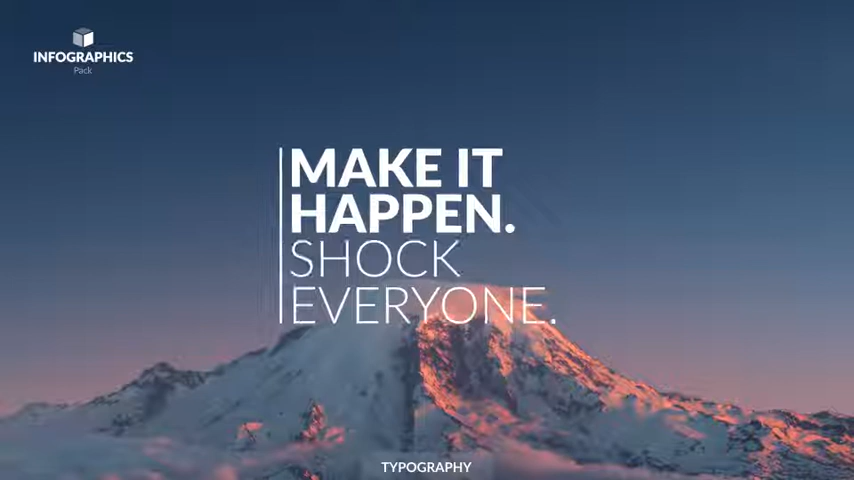 INFOGRAPHICS
Pack
MAKE IT
HAPPEN.
SHOCK
EVERYONE.
TYPOGRAPHY